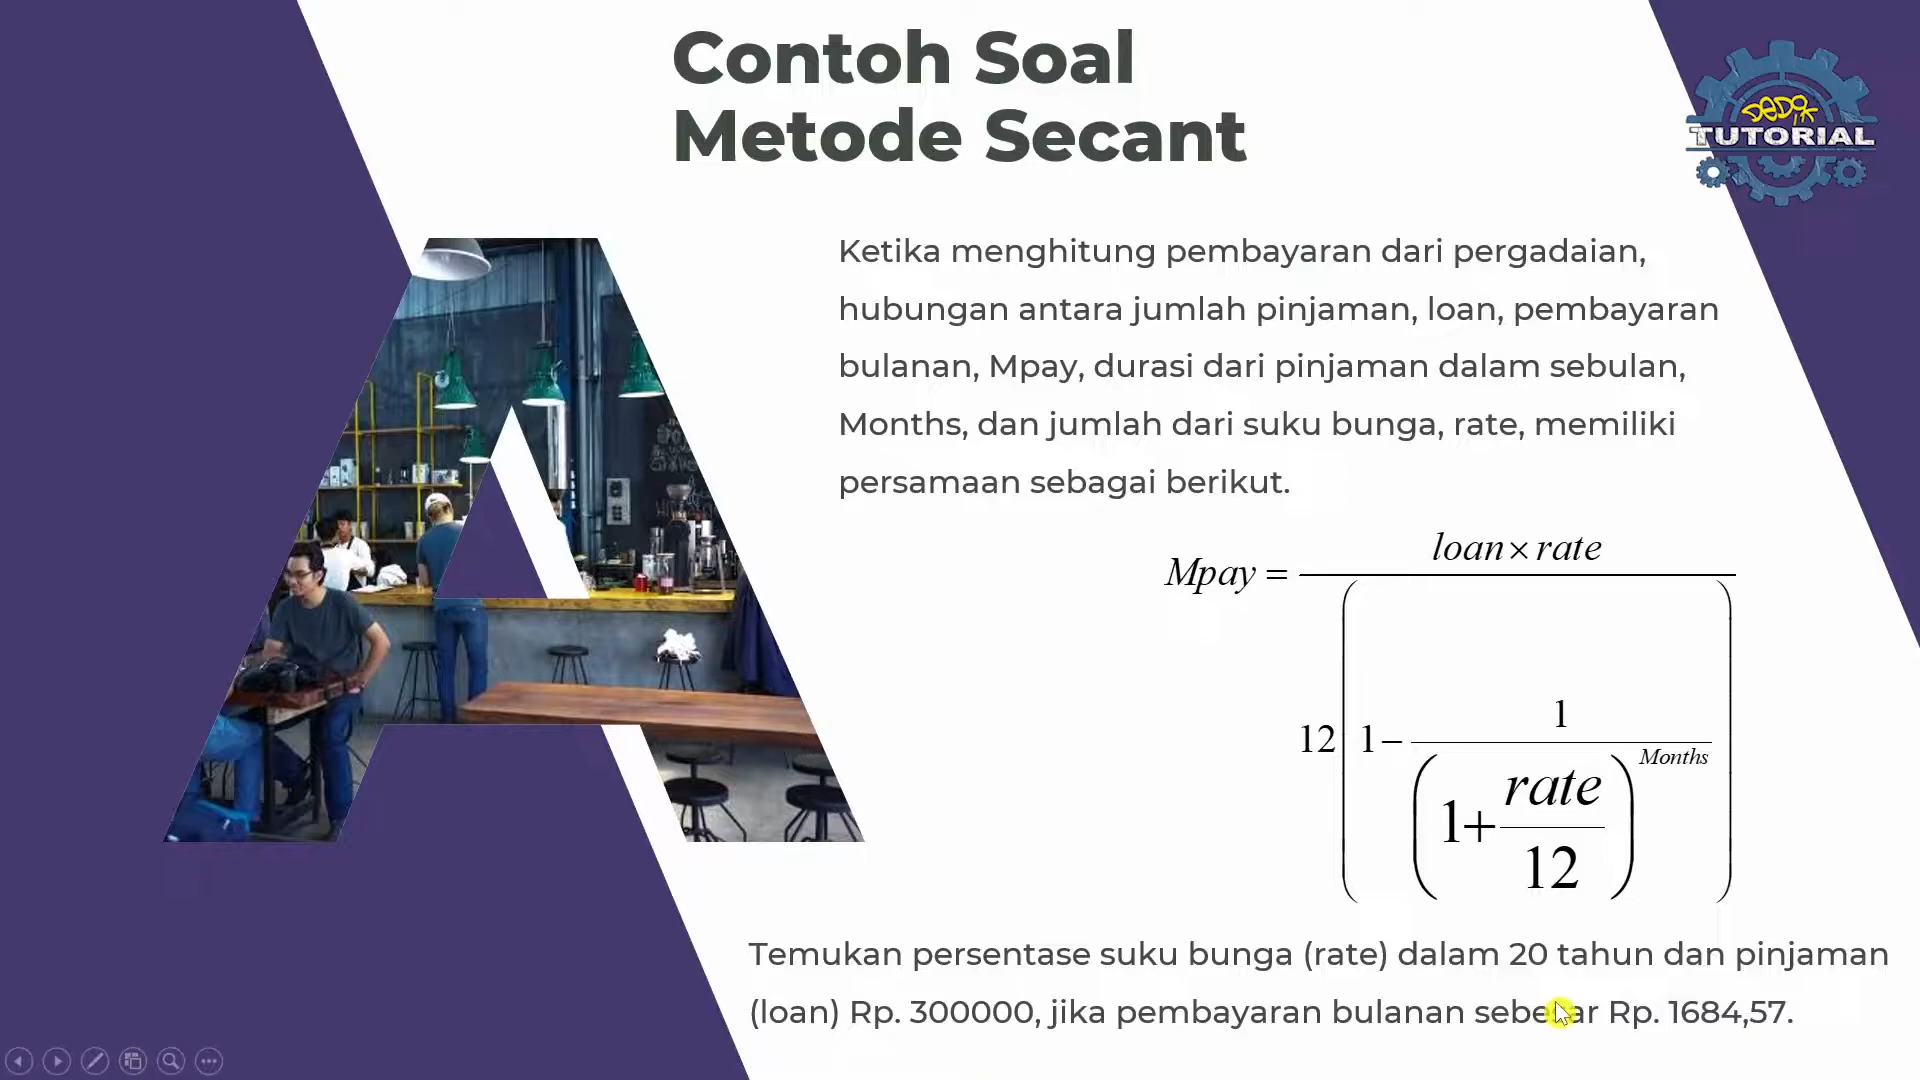 Contoh Soal
Metode Secant
DEDIK
TUTORIAL
Ketika menghitung pembayaran dari pergadaian,
hubungan antara jumlah pinjaman, loan, pembayaran
bulanan, Mpay, durasi dari pinjaman dalam sebulan,
Months, dan jumlah dari suku bunga, rate, memiliki
persamaan sebagai berikut.
loan × rate
Mpay =
1
12 ( 1 −
Months
rate
( 1+
12
Temukan persentase suku bunga (rate) dalam 20 tahun dan pinjaman
(loan) Rp. 300000, jika pembayaran bulanan sebesar Rp. 1684,57.